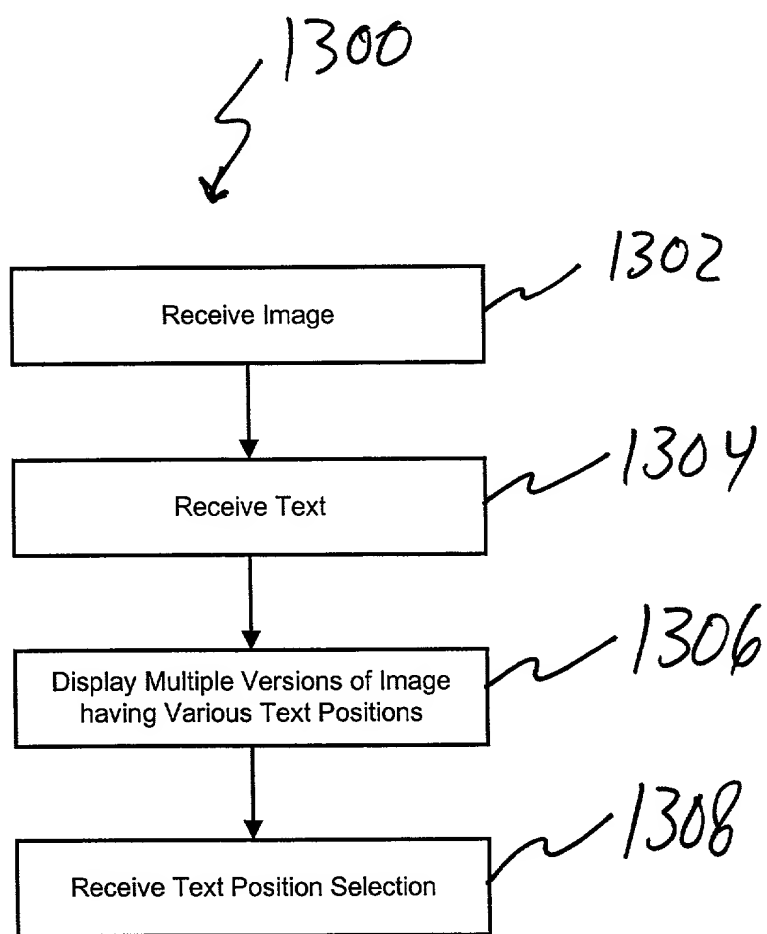 1300
Receive Image
1302
Receive Text
1304
Display Multiple Versions of Image
having Various Text Positions
1306
Receive Text Position Selection
1308